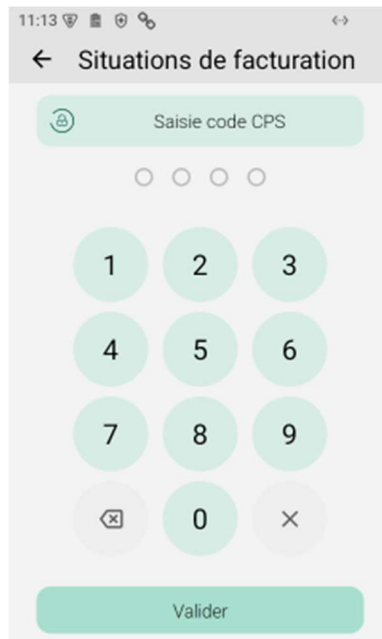 11:13
Situations de facturation
Saisie code CPS
1 2 3
4 5 6
7 8 9
0
Valider